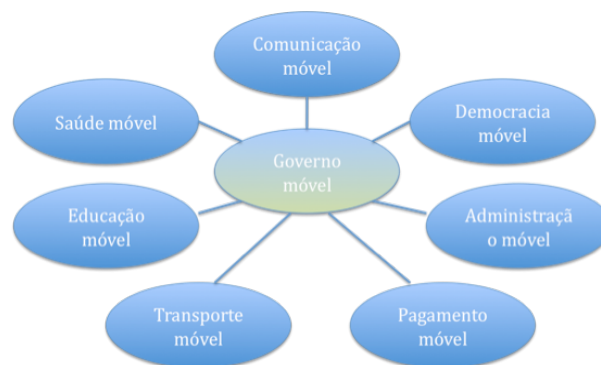 Comunicação
móvel
Saúde móvel
Democracia
móvel
Governo
móvel
Educação
móvel
Administraçã
o móvel
Transporte
móvel
Pagamento
móvel